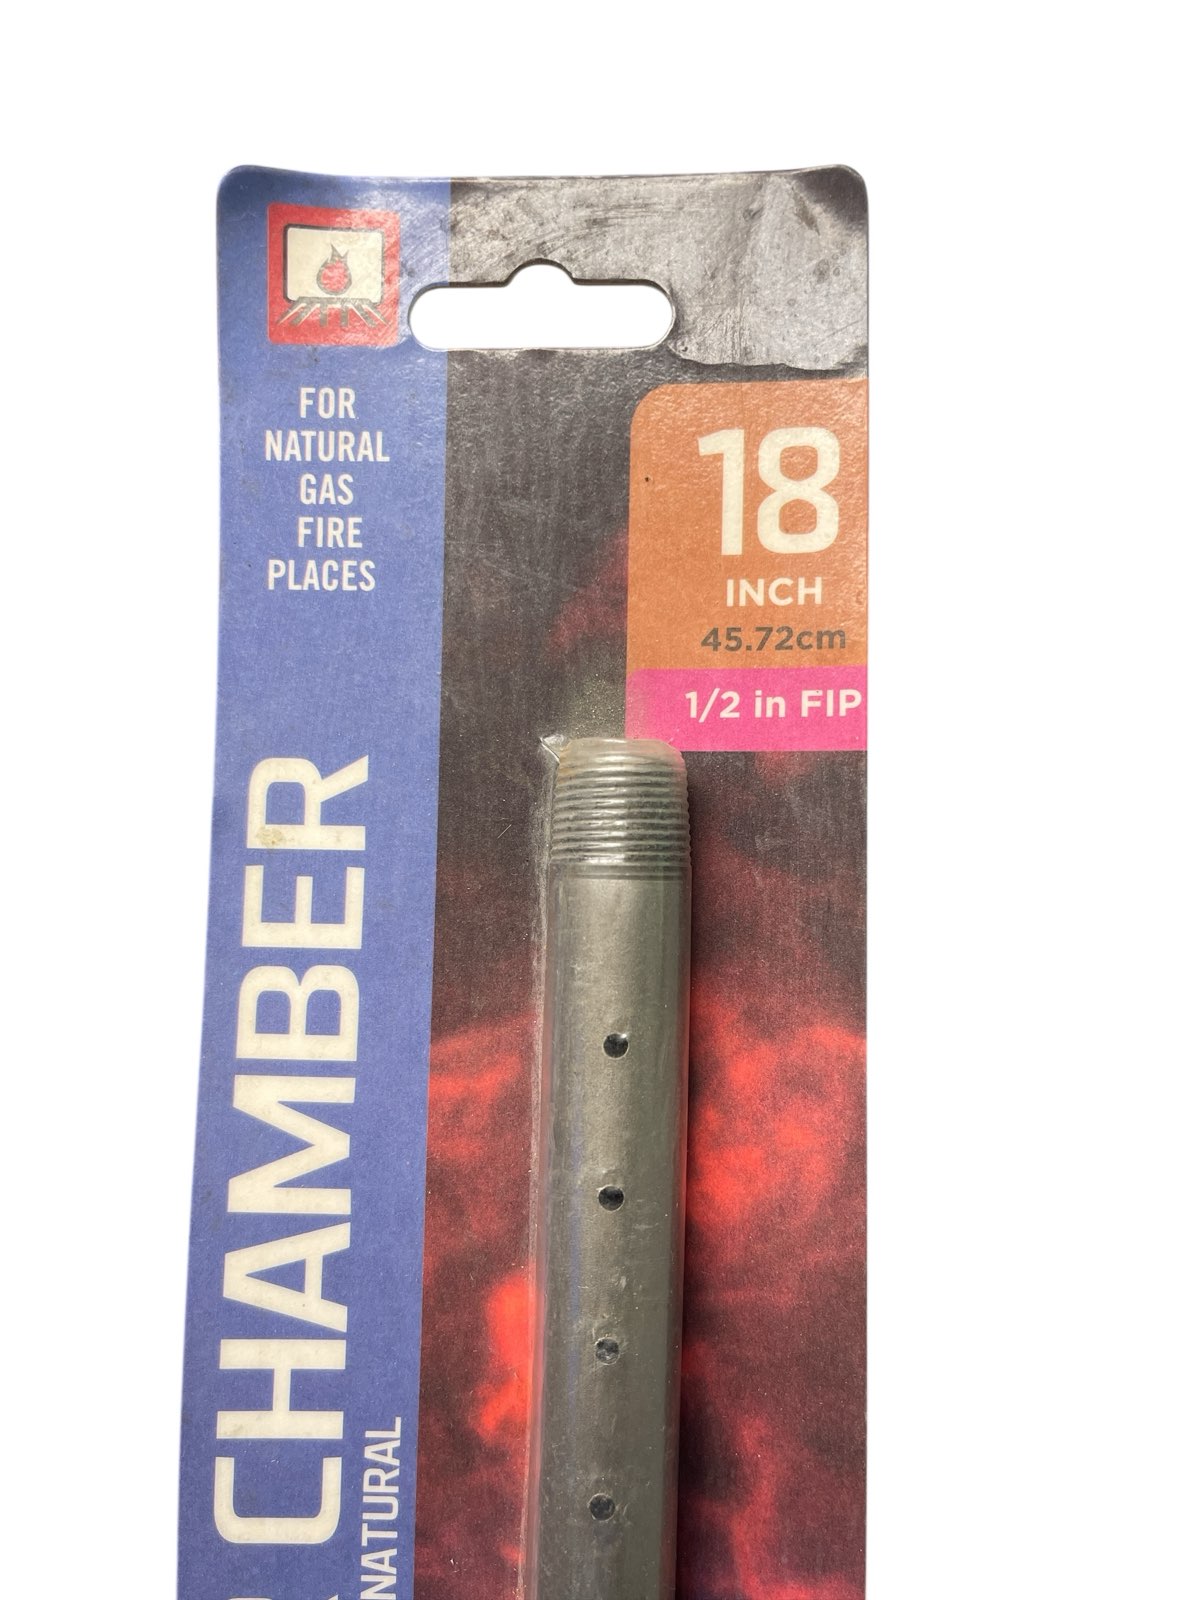 FOR
NATURAL
GAS
FIRE
PLACES
18
INCH
45.72cm
1/2 in FIP
CHAMBER
NATURAL